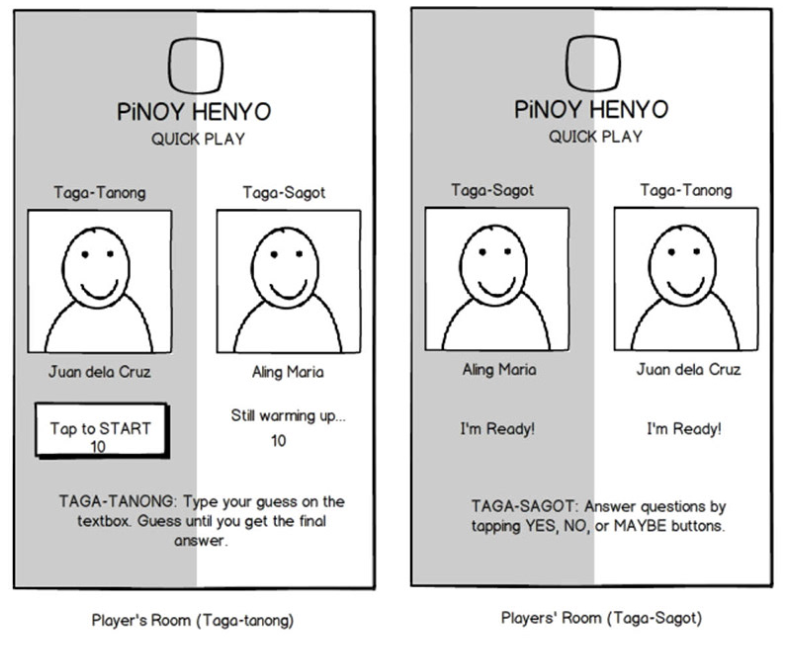 PiNOY HENYO
QUICK PLAY
Taga-Tanong
Taga-Sagot
Juan dela Cruz
Aling Maria
Tap to START
10
Still warming up...
10
TAGA-TANONG: Type your guess on the
textbox. Guess until you get the final
answer.
Player's Room (Taga-tanong)
PiNOY HENYO
QUICK PLAY
Taga-Sagot
Taga-Tanong
Aling Maria
Juan dela Cruz
I'm Ready!
I'm Ready!
TAGA-SAGOT: Answer questions by
tapping YES, NO, or MAYBE buttons.
Players' Room (Taga-Sagot)